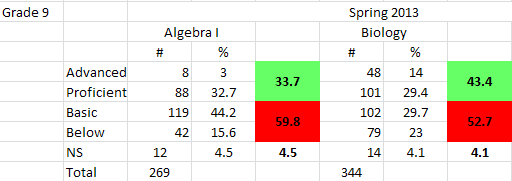 Grade 9 Spring 2013
Algebra I Biology
# % # %
Advanced 8 3 33.7 48 14 43.4
Proficient 88 32.7 101 29.4
Basic 119 44.2 59.8 102 29.7 52.7
Below 42 15.6 79 23
NS 12 4.5 4.5 14 4.1 4.1
Total 269 344